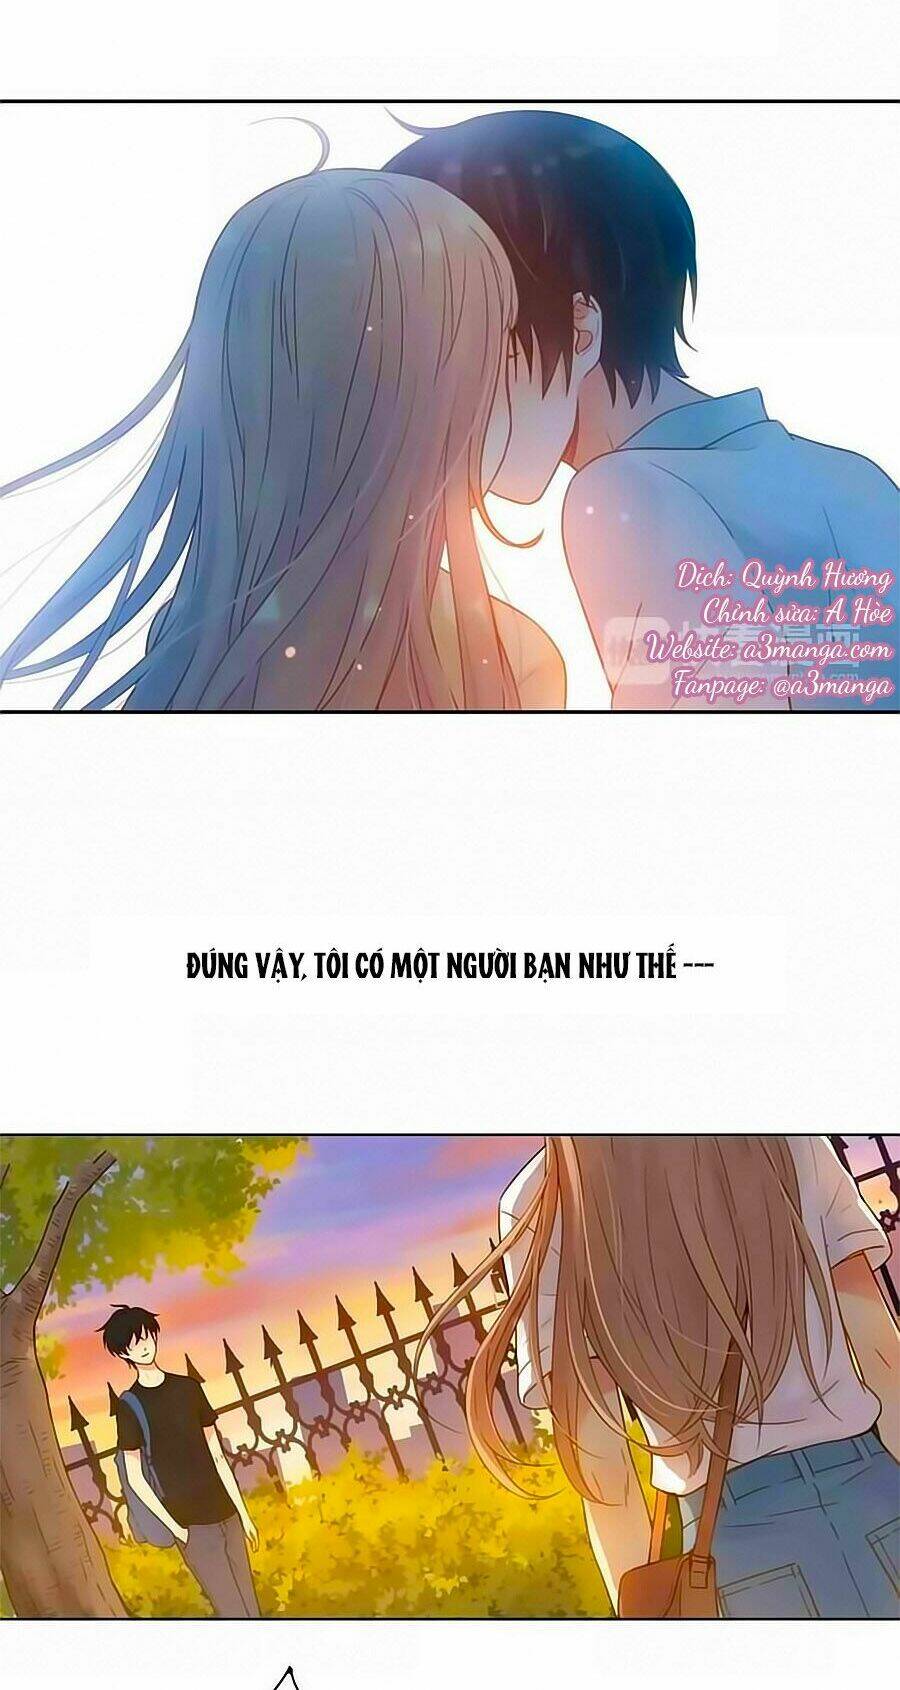 Dịch: Quỳnh Hương
Chỉnh sửa: A Hòe
Website: a3manga.com
Fanpage: @a3manga
ĐÚNG VẬY, TÔI CÓ MỘT NGƯỜI BẠN NHƯ THẾ ---